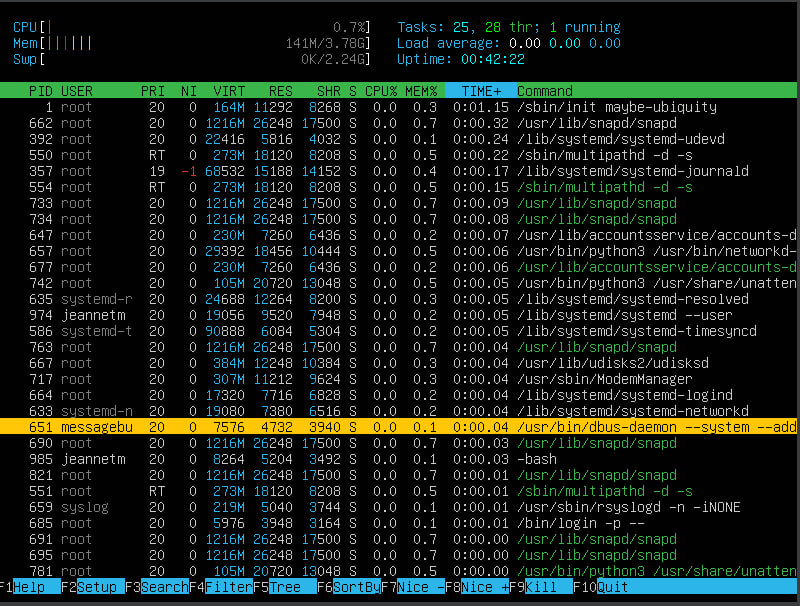 CPU[| 0.7%] Tasks: 25, 28 thr; 1 running
Mem[|||||| 141M/3.78G] Load average: 0.00 0.00 0.00
Swp[ 0K/2.24G] Uptime: 00:42:22
PID USER PRI NI VIRT RES SHR S CPU% MEM% TIME+ Command
1 root 20 0 164M 11292 8268 S 0.0 0.3 0:01.15 /sbin/init maybe-ubiquity
662 root 20 0 1216M 26248 17500 S 0.0 0.7 0:00.32 /usr/lib/snapd/snapd
392 root 20 0 22416 5816 4032 S 0.0 0.1 0:00.24 /lib/systemd/systemd-udevd
550 root RT 0 273M 18120 8208 S 0.0 0.5 0:00.22 /sbin/multipathd -d -s
357 root 19 -1 68532 15188 14152 S 0.0 0.4 0:00.17 /lib/systemd/systemd-journald
554 root RT 0 273M 18120 8208 S 0.0 0.5 0:00.15 /sbin/multipathd -d -s
733 root 20 0 1216M 26248 17500 S 0.0 0.7 0:00.09 /usr/lib/snapd/snapd
734 root 20 0 1216M 26248 17500 S 0.0 0.7 0:00.08 /usr/lib/snapd/snapd
647 root 20 0 230M 7260 6436 S 0.0 0.2 0:00.07 /usr/lib/accountsservice/accounts-d
657 root 20 0 29392 18456 10444 S 0.0 0.5 0:00.06 /usr/bin/python3 /usr/bin/networkd-
677 root 20 0 230M 7260 6436 S 0.0 0.2 0:00.06 /usr/lib/accountsservice/accounts-d
742 root 20 0 105M 20720 13048 S 0.0 0.5 0:00.06 /usr/bin/python3 /usr/share/unatten
635 systemd-r 20 0 24688 12264 8200 S 0.0 0.3 0:00.05 /lib/systemd/systemd-resolved
974 jeannetm 20 0 19056 9520 7948 S 0.0 0.2 0:00.05 /lib/systemd/systemd --user
586 systemd-t 20 0 90888 6084 5304 S 0.0 0.2 0:00.05 /lib/systemd/systemd-timesyncd
763 root 20 0 1216M 26248 17500 S 0.0 0.7 0:00.04 /usr/lib/snapd/snapd
667 root 20 0 384M 12248 10384 S 0.0 0.3 0:00.04 /usr/lib/udisks2/udisksd
717 root 20 0 307M 11212 9624 S 0.0 0.3 0:00.04 /usr/sbin/ModemManager
664 root 20 0 17320 7716 6828 S 0.0 0.2 0:00.04 /lib/systemd/systemd-logind
633 systemd-n 20 0 19080 7380 6516 S 0.0 0.2 0:00.04 /lib/systemd/systemd-networkd
651 messagebu 20 0 7576 4732 3940 S 0.0 0.1 0:00.04 /usr/bin/dbus-daemon --system --add
690 root 20 0 1216M 26248 17500 S 0.0 0.7 0:00.03 /usr/lib/snapd/snapd
985 jeannetm 20 0 8264 5204 3492 S 0.0 0.1 0:00.03 -bash
821 root 20 0 1216M 26248 17500 S 0.0 0.7 0:00.01 /usr/lib/snapd/snapd
551 root RT 0 273M 18120 8208 S 0.0 0.5 0:00.01 /sbin/multipathd -d -s
659 syslog 20 0 219M 5040 3744 S 0.0 0.1 0:00.01 /usr/sbin/rsyslogd -n -iNONE
685 root 20 0 5976 3948 3164 S 0.0 0.1 0:00.01 /bin/login -p --
691 root 20 0 1216M 26248 17500 S 0.0 0.7 0:00.00 /usr/lib/snapd/snapd
695 root 20 0 1216M 26248 17500 S 0.0 0.7 0:00.00 /usr/lib/snapd/snapd
781 root 20 0 105M 20720 13048 S 0.0 0.5 0:00.00 /usr/bin/python3 /usr/share/unatten
F1Help F2Setup F3SearchF4FilterF5Tree F6SortByF7Nice -F8Nice +F9Kill F10Quit